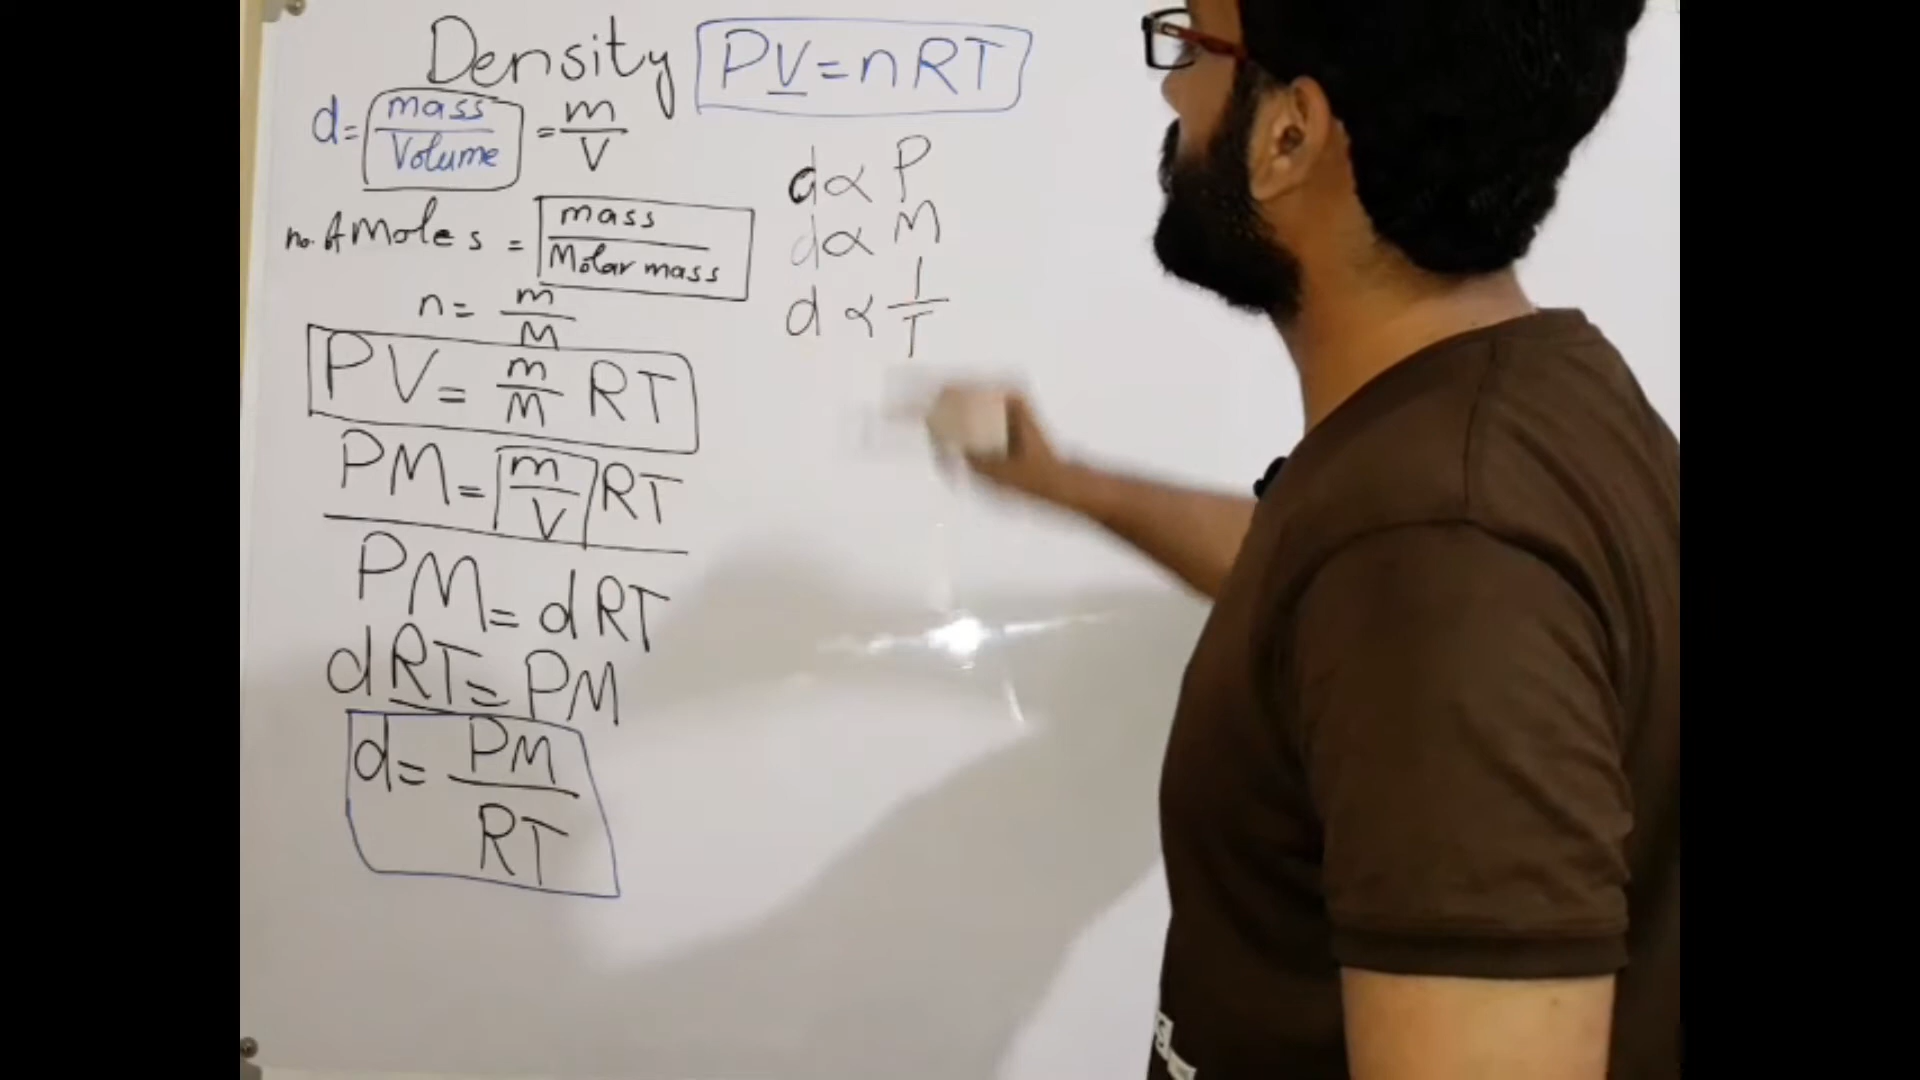 Density PV=nRT
d= mass/Volume = m/V
no. of Moles = mass/Molar mass
n= m/M
PV= m/M RT
PM= m/V RT
PM= dRT
dRT= PM
d= PM/RT
d∝ P
d∝ M
d∝ 1/T